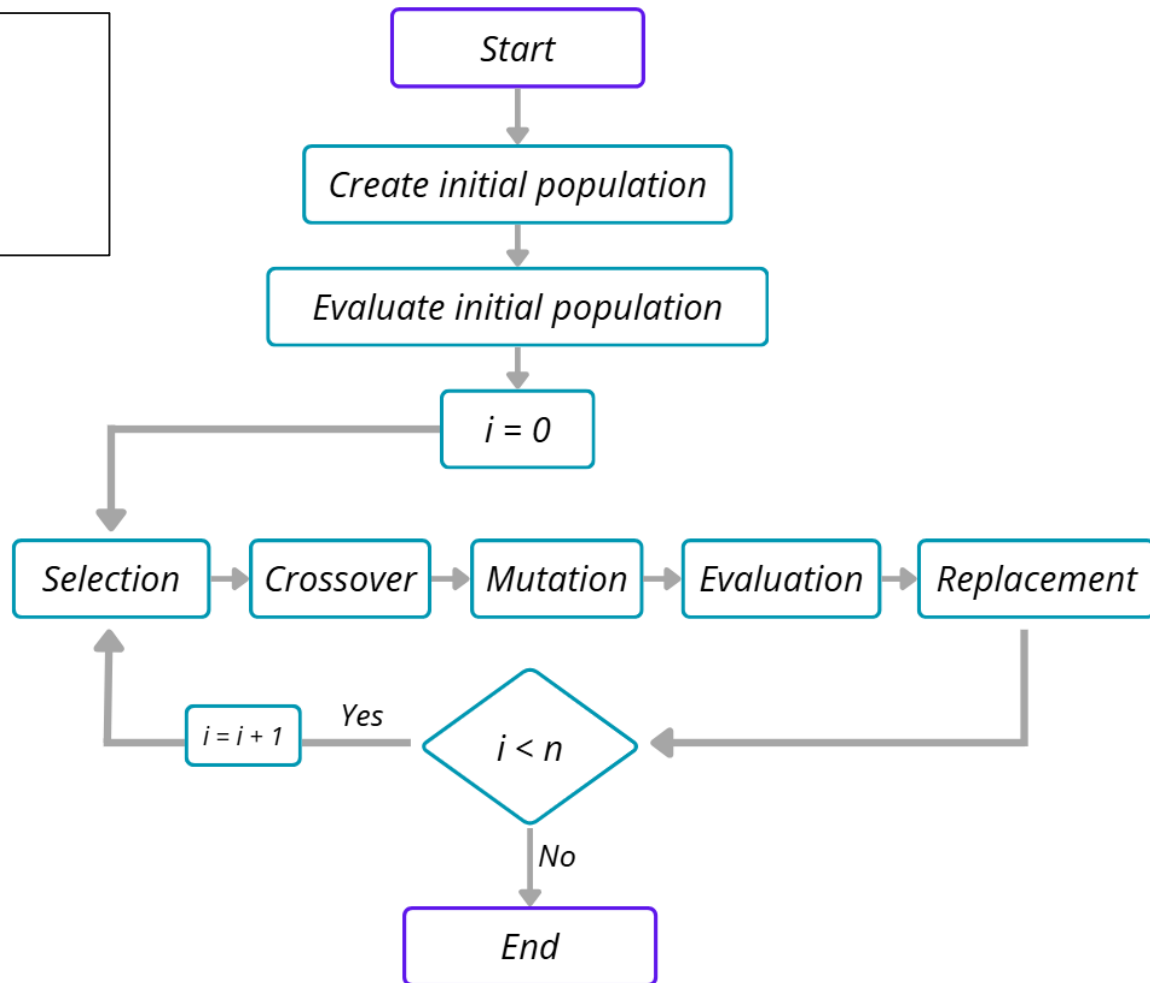 Start
Create initial population
Evaluate initial population
i = 0
Selection
Crossover
Mutation
Evaluation
Replacement
i = i + 1
Yes
i < n
No
End